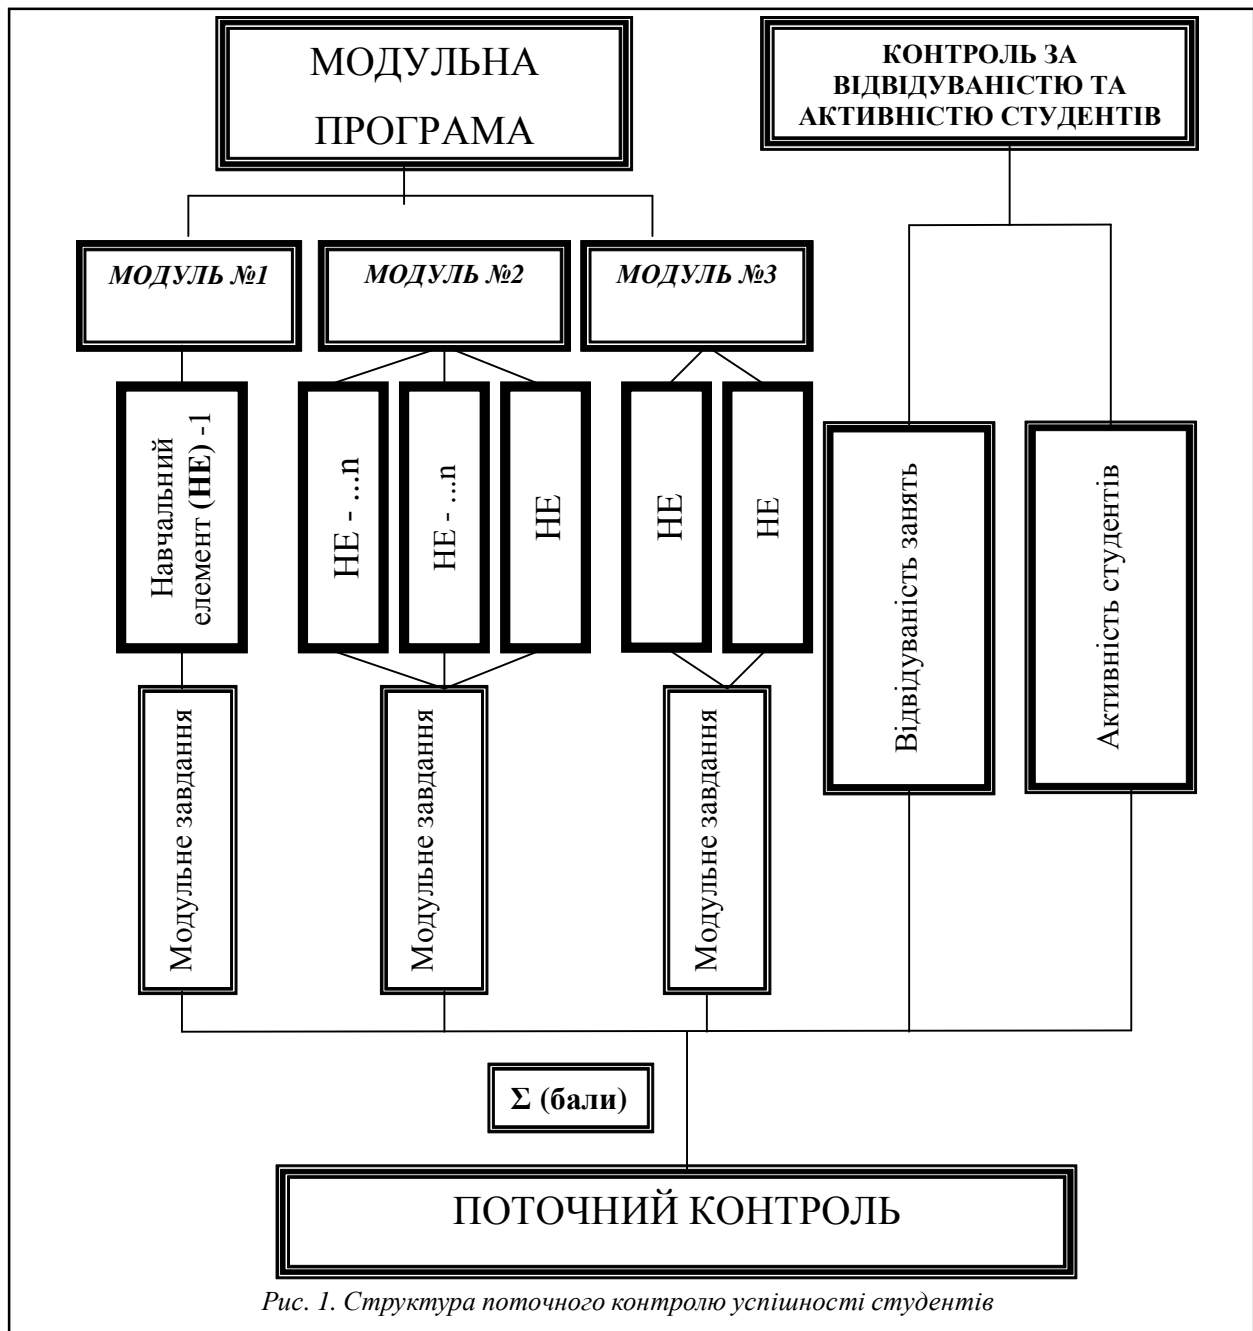 МОДУЛЬНА
ПРОГРАМА
КОНТРОЛЬ ЗА
ВІДВІДУВАНІСТЮ ТА
АКТИВНІСТЮ СТУДЕНТІВ
МОДУЛЬ №1
МОДУЛЬ №2
МОДУЛЬ №3
Навчальний
елемент (НЕ) -1
НЕ - ...n
НЕ - ...n
НЕ
НЕ
НЕ
Відвідуваність занять
Активність студентів
Модульне завдання
Модульне завдання
Модульне завдання
Σ (бали)
ПОТОЧНИЙ КОНТРОЛЬ
Рис. 1. Структура поточного контролю успішності студентів